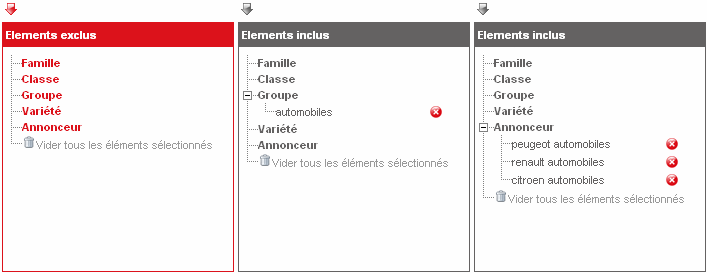 Elements exclus
Famille
Classe
Groupe
Variété
Annonceur
Vider tous les éléments sélectionnés
Elements inclus
Famille
Classe
Groupe
automobiles
Variété
Annonceur
Vider tous les éléments sélectionnés
Elements inclus
Famille
Classe
Groupe
Variété
Annonceur
peugeot automobiles
renault automobiles
citroen automobiles
Vider tous les éléments sélectionnés